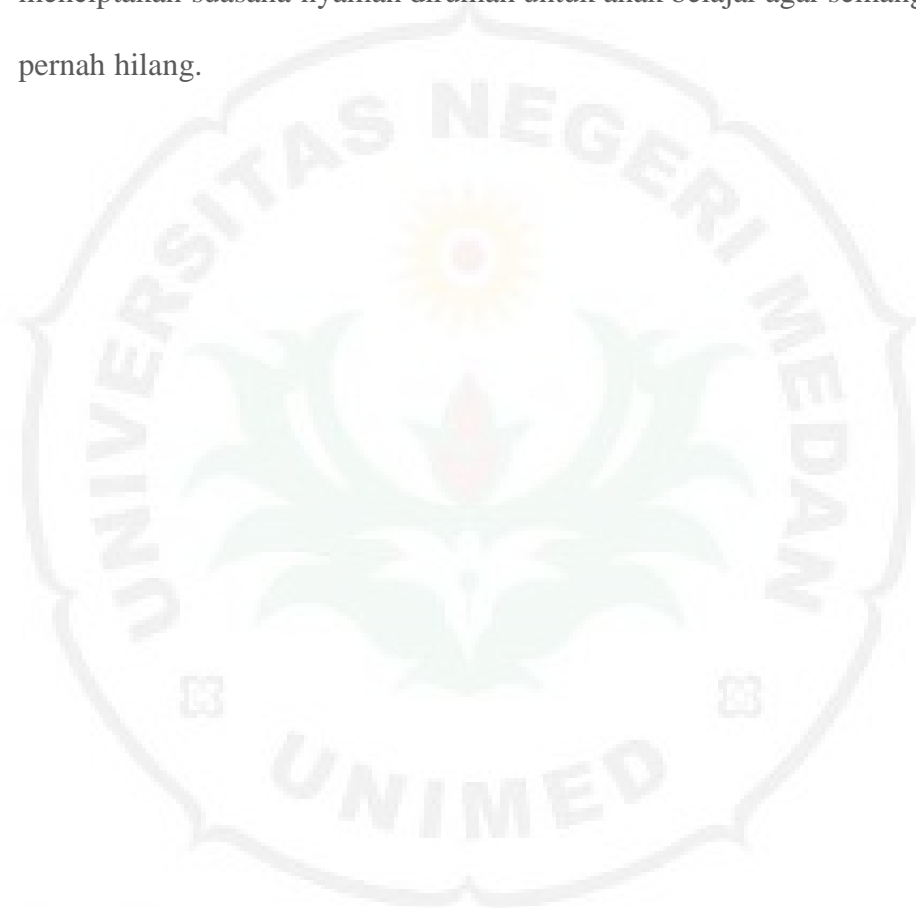 menciptakan suasana nyaman dirumah untuk anak belajar agar
pernah hilang.
UNIVERSITAS NEGERI MEDAN
UNIMED